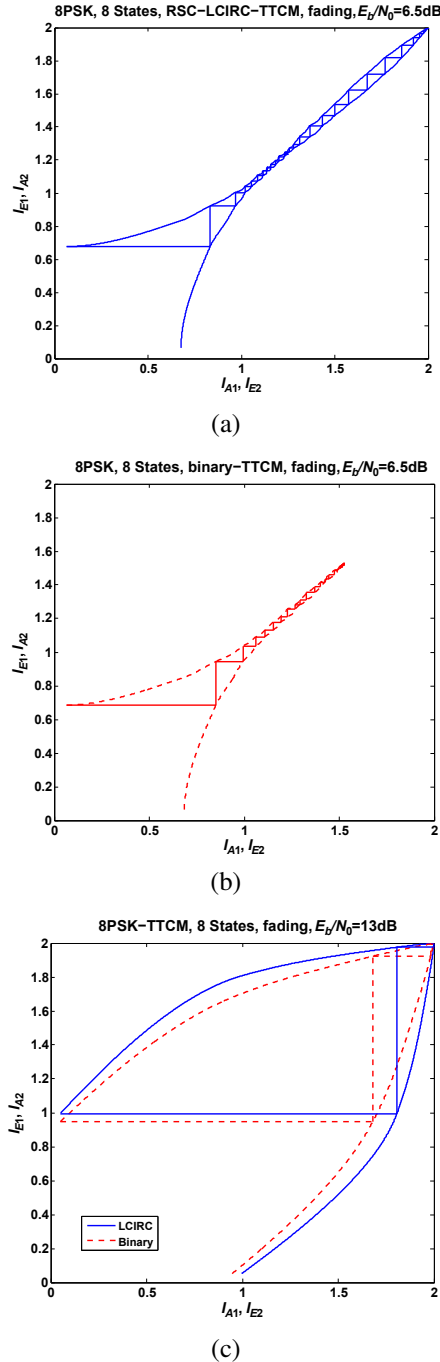 8PSK, 8 States, RSC−LCIRC−TTCM, fading, E_b/N_0=6.5dB
2
1.8
1.6
1.4
1.2
1
0.8
0.6
0.4
0.2
0
I_E1, I_A2
0 0.5 1 1.5 2
I_A1, I_E2
(a)
8PSK, 8 States, binary−TTCM, fading, E_b/N_0=6.5dB
2
1.8
1.6
1.4
1.2
1
0.8
0.6
0.4
0.2
0
I_E1, I_A2
0 0.5 1 1.5 2
I_A1, I_E2
(b)
8PSK−TTCM, 8 States, fading, E_b/N_0=13dB
2
1.8
1.6
1.4
1.2
1
0.8
0.6
0.4
0.2
0
I_E1, I_A2
LCIRC
Binary
0 0.5 1 1.5 2
I_A1, I_E2
(c)